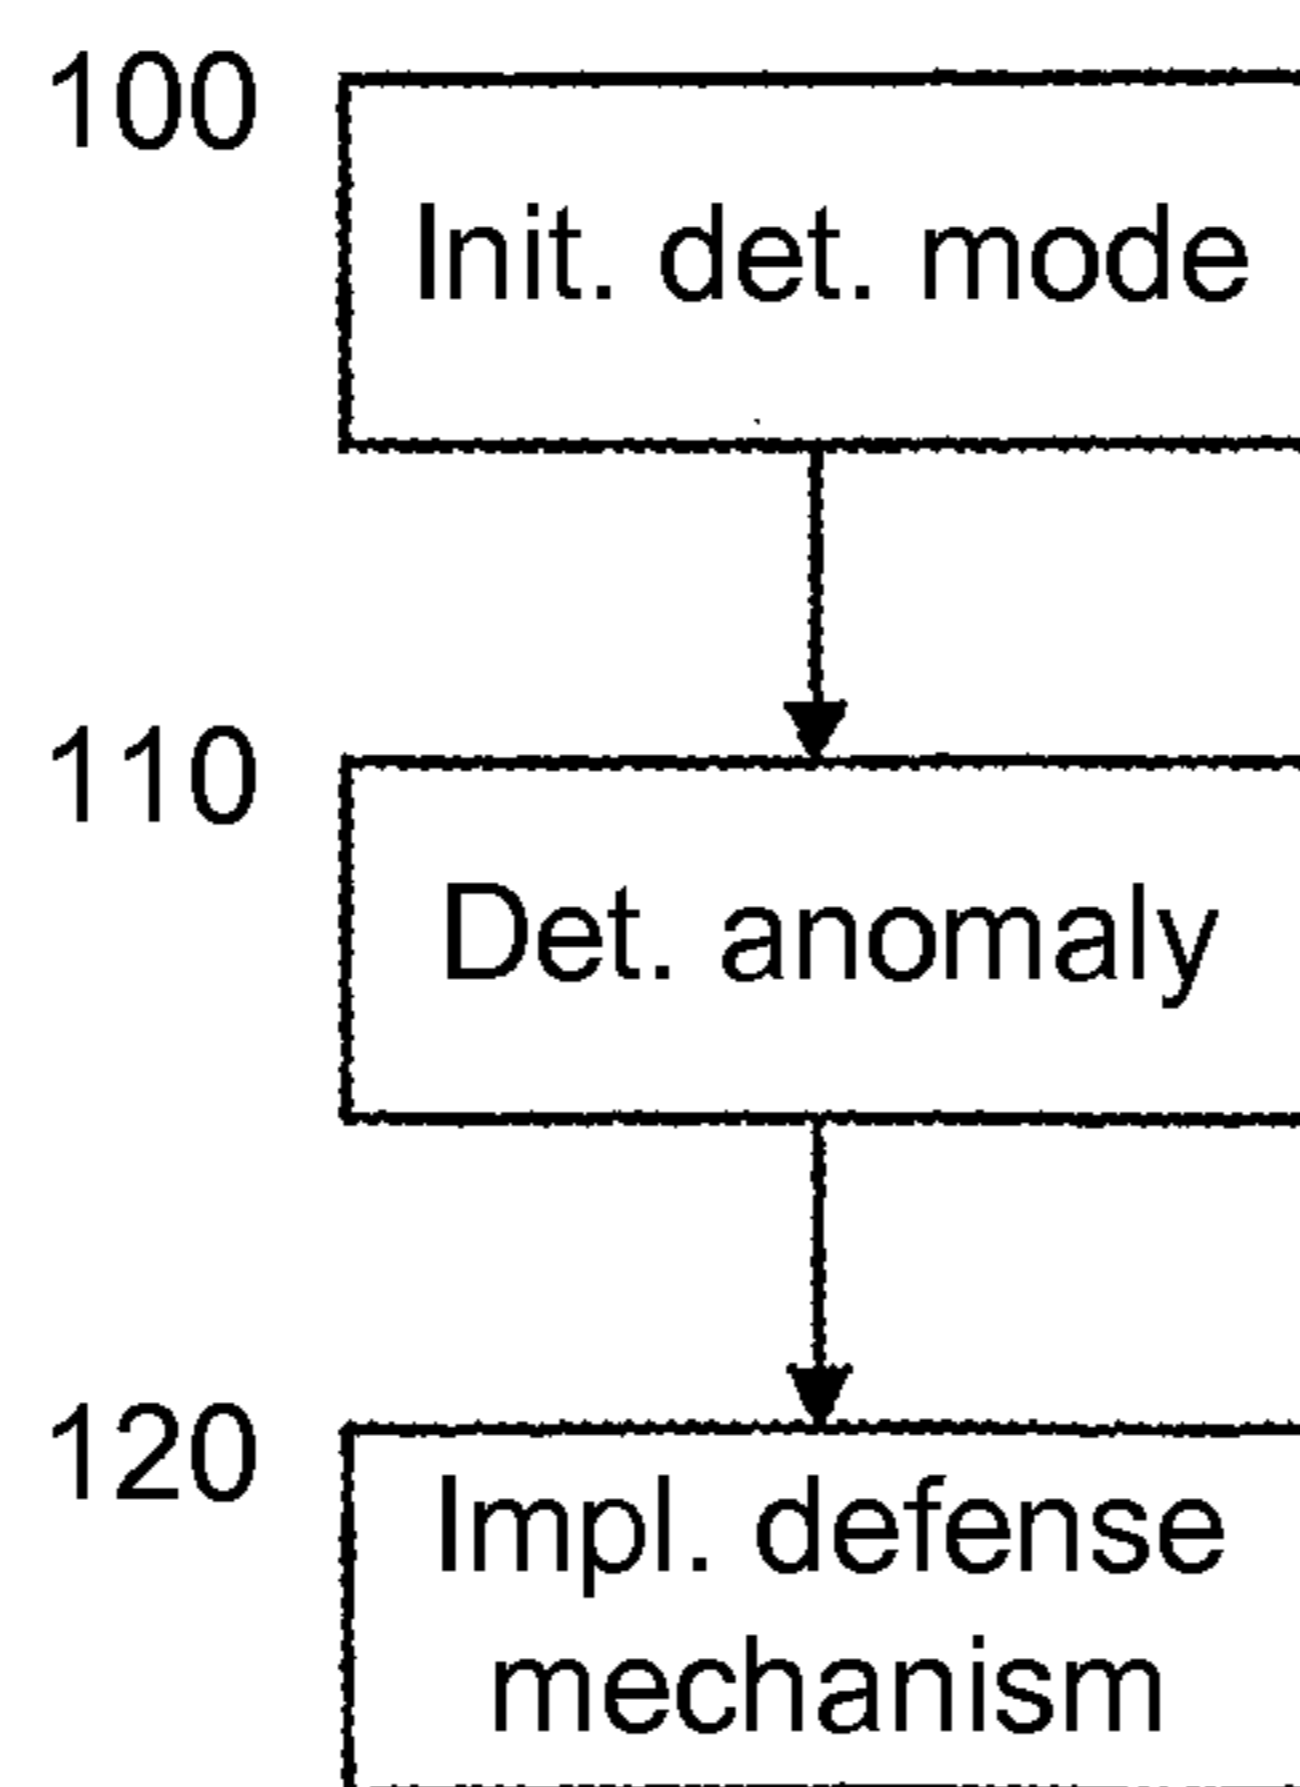 100
Init. det. mode
110
Det. anomaly
120
Impl. defense
mechanism